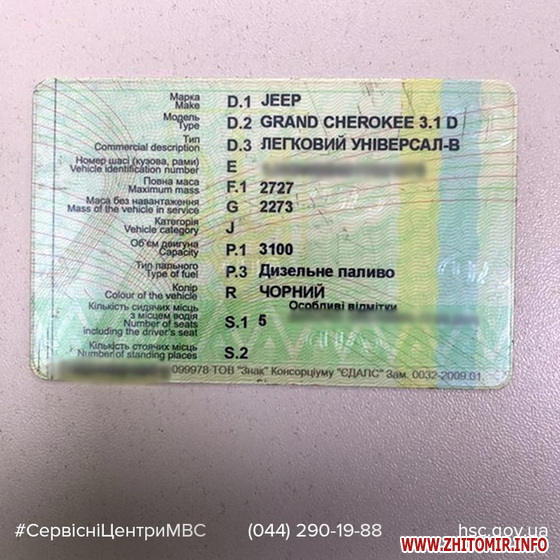 Марка
Make D.1 JEEP
Модель
Type D.2 GRAND CHEROKEE 3.1 D
Тип
Commercial description D.3 ЛЕГКОВИЙ УНІВЕРСАЛ-В
Номер шасі (кузова, рами)
Vehicle identification number E
Повна маса
Maximum mass F.1 2727
Маса без навантаження
Mass of the vehicle in service G 2273
Категорія
Vehicle category J
Об'єм двигуна
Capacity P.1 3100
Тип пального
Type of fuel P.3 Дизельне паливо
Колір
Colour of the vehicle R ЧОРНИЙ
Особливі відмітки
Кількість сидячих місць
з місцем водія
Number of seats
including the driver's seat S.1 5
Кількість стоячих місць
Number of standing places S.2
099978 ТОВ "Знак" Консорціуму "ЄДАПС" Зам. 0032-2009.01
#СервісніЦентриМВС (044) 290-19-88 hsc.gov.ua
WWW.ZHITOMIR.INFO